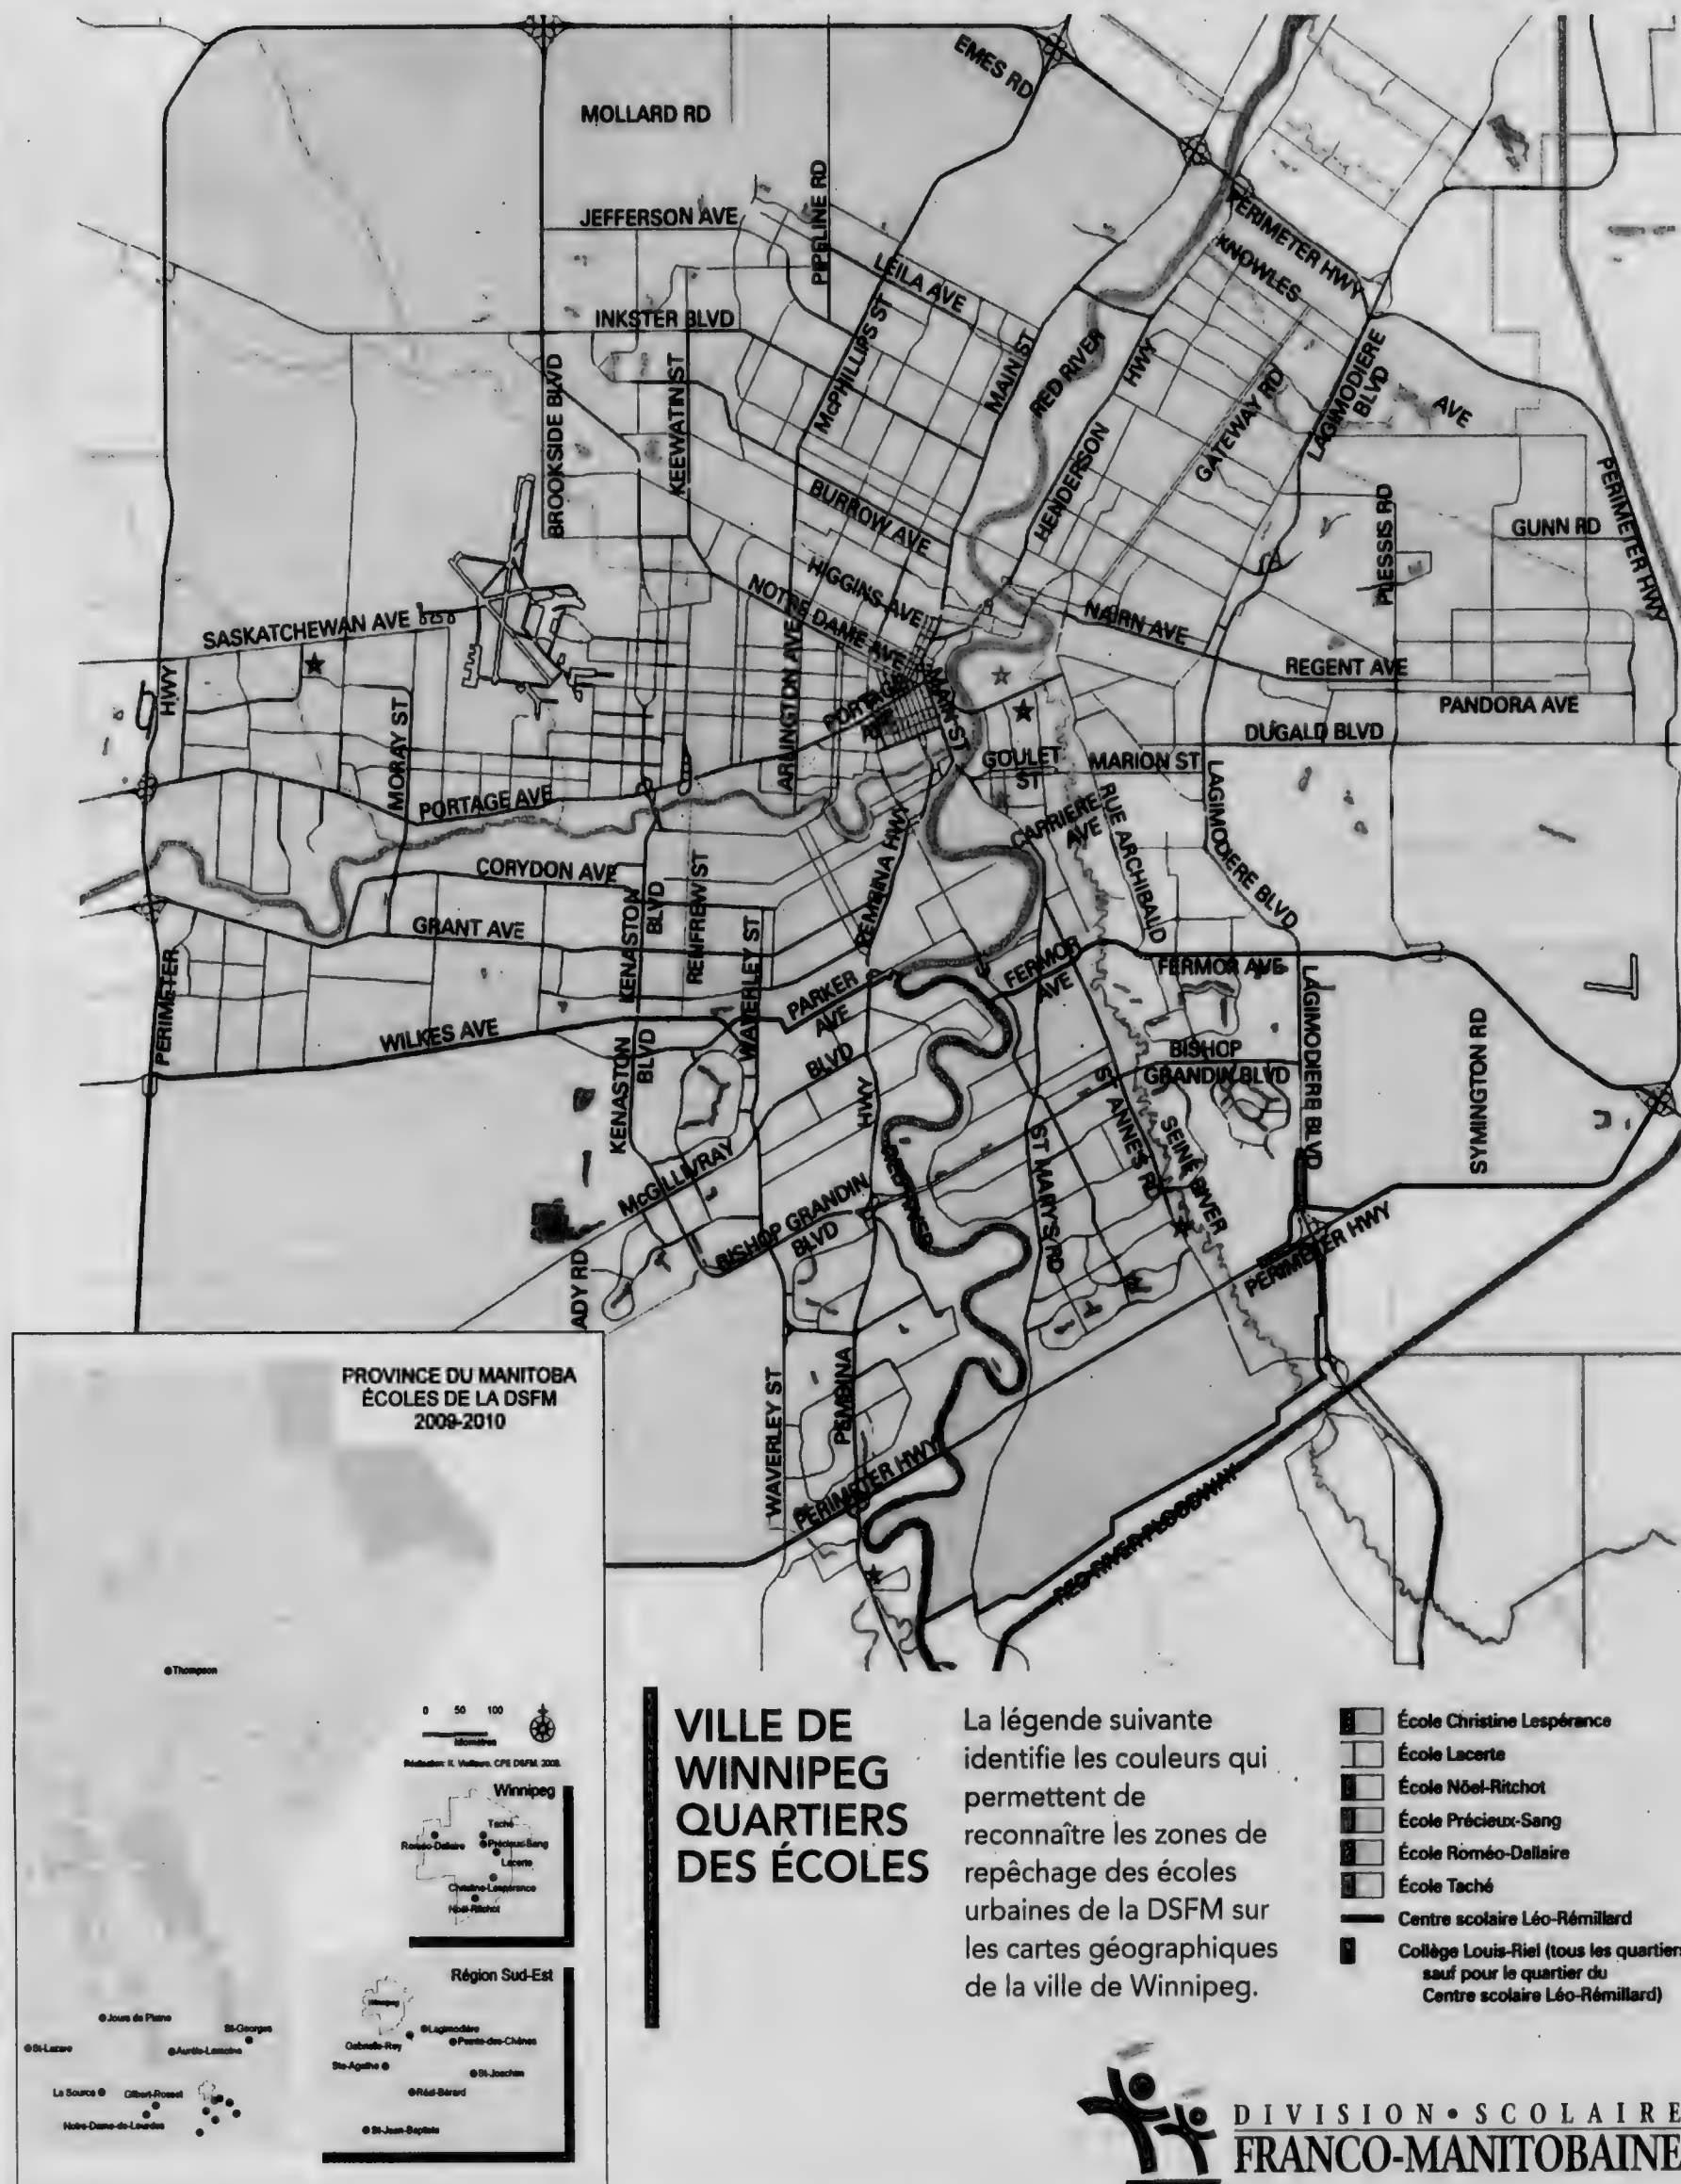 EMES RD
MOLLARD RD
PIPELINE RD
JEFFERSON AVE
PERIMETER HWY
KNOWLES
LEILA AVE
INKSTER BLVD
McPHILLIPS ST
MAIN ST
RED RIVER
HWY
LAGIMODIERE
BLVD
AVE
BROOKSIDE BLVD
KEEWATIN ST
GATEWAY RD
HENDERSON
PERIMETER HWY
BURROW AVE
PLESSIS RD
GUNN RD
HIGGINS AVE
NOTRE DAME AVE
NAIRN AVE
SASKATCHEWAN AVE
REGENT AVE
HWY
ARLINGTON AVE
PORTAGE
AVE
MAIN ST
PANDORA AVE
MORAY ST
DUGALD BLVD
GOULET
ST
MARION ST
PORTAGE AVE
CARRIERE
AVE
RUE ARCHIBAUD
LAGIMODIERE BLVD
CORYDON AVE
KENASTON
BLVD
RENFREW ST
WAVERLEY ST
PEMBINA HWY
GRANT AVE
PERIMETER
PARKER
AVE
FERMOR
AVE
FERMOR AVE
WILKES AVE
KENASTON
BLVD
BLVD
HWY
BISHOP
GRANDIN BLVD
LAGIMODIERE BLVD
SYMINGTON RD
ST ANNE'S RD
SEINE RIVER
ST MARY'S RD
McGILLIVRAY
RED RIVER
BISHOP GRANDIN
BLVD
PERIMETER HWY
ADY RD
WAVERLEY ST
PEMBINA
PERIMETER HWY
RED RIVER FLOODWAY
PROVINCE DU MANITOBA
ÉCOLES DE LA DSFM
2009-2010
Thompson
0 50 100
kilomètres
Winnipeg
Taché
Roméo-Dallaire
Précieux-Sang
Lacerte
Christine-Lespérance
Noël-Ritchot
Région Sud-Est
Winnipeg
Lagimodière
Gabrielle-Roy
Pointe-des-Chênes
Ste-Agathe
St-Joachim
Réal-Bérard
St-Jean-Baptiste
Jours de Plaine
St-Georges
St-Lazare
Aurèle-Lemoine
La Source
Gilbert-Rosset
Notre-Dame-de-Lourdes
VILLE DE
WINNIPEG
QUARTIERS
DES ÉCOLES
La légende suivante
identifie les couleurs qui
permettent de
reconnaître les zones de
repêchage des écoles
urbaines de la DSFM sur
les cartes géographiques
de la ville de Winnipeg.
École Christine Lespérance
École Lacerte
École Nöel-Ritchot
École Précieux-Sang
École Roméo-Dallaire
École Taché
Centre scolaire Léo-Rémillard
Collège Louis-Riel (tous les quartiers
sauf pour le quartier du
Centre scolaire Léo-Rémillard)
DIVISION • SCOLAIRE
FRANCO-MANITOBAINE